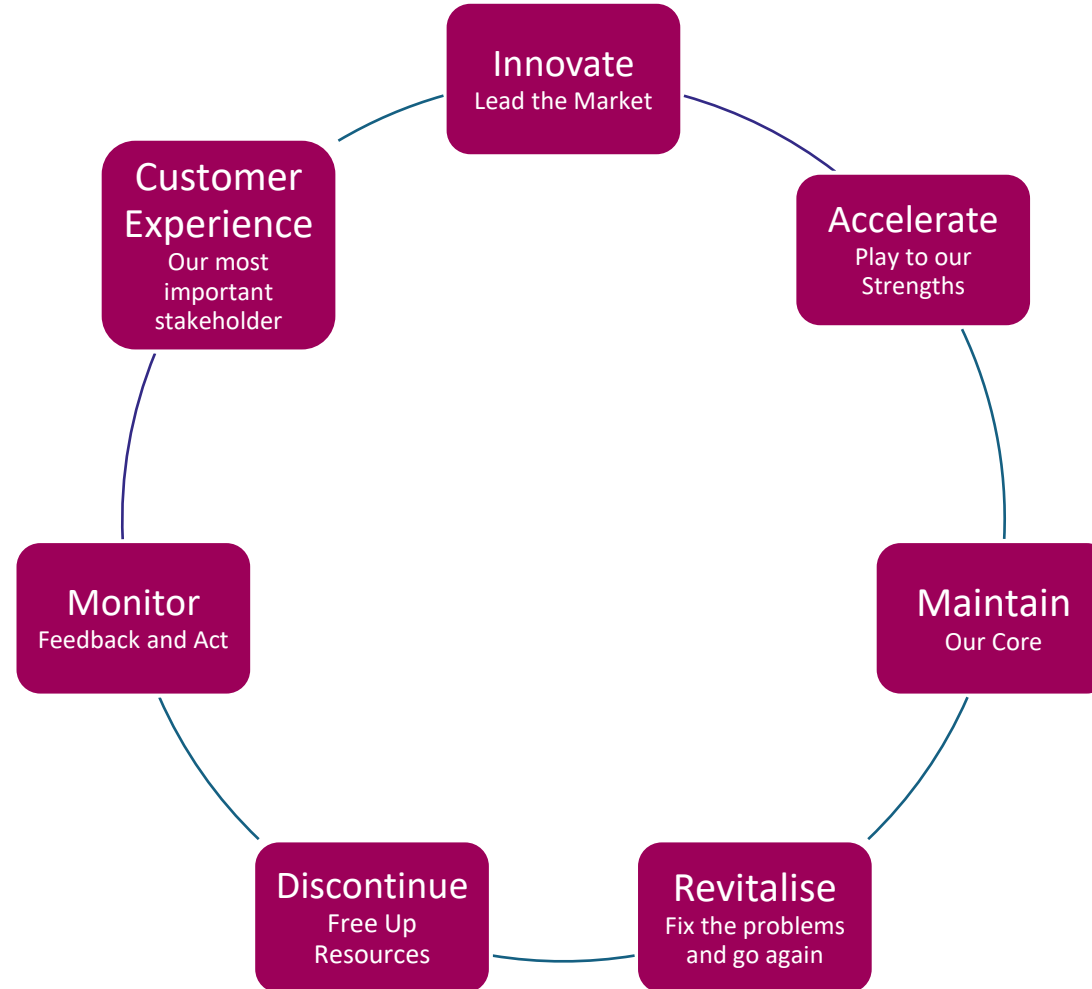 Innovate
Lead the Market
Accelerate
Play to our
Strengths
Maintain
Our Core
Revitalise
Fix the problems
and go again
Discontinue
Free Up
Resources
Monitor
Feedback and Act
Customer
Experience
Our most
important
stakeholder